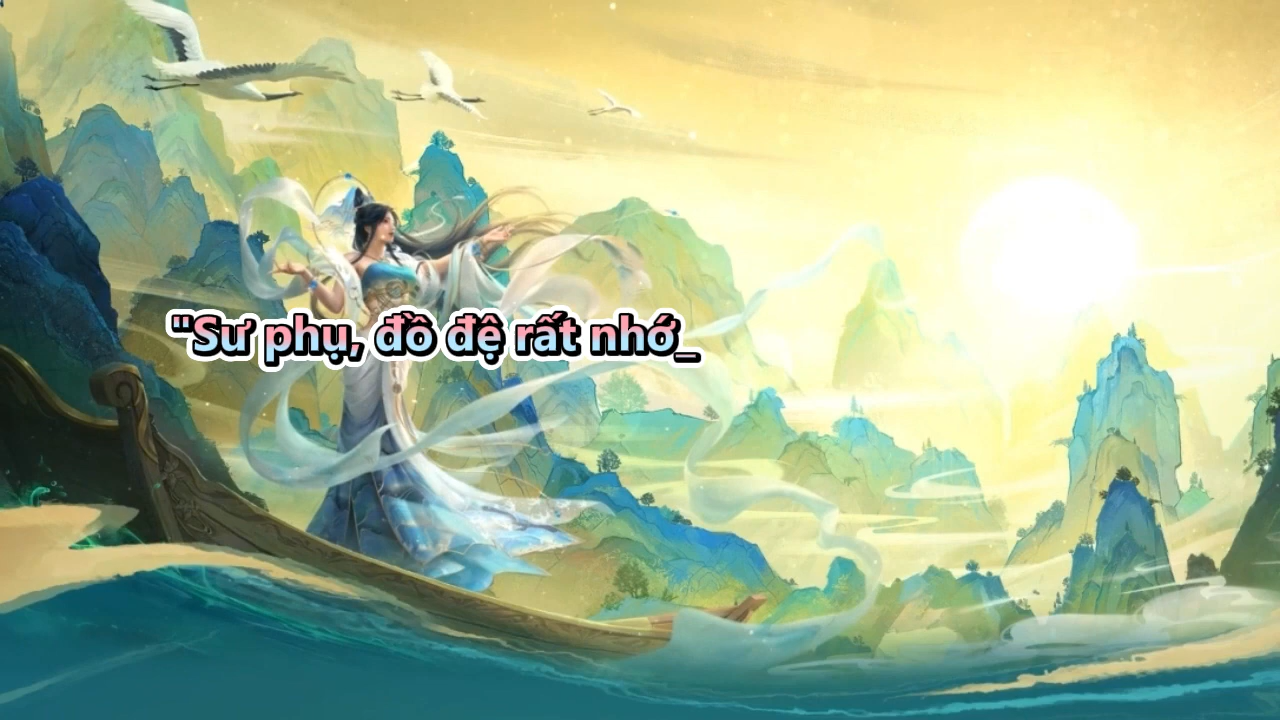 "Sư phụ, đồ đệ rất nhớ_